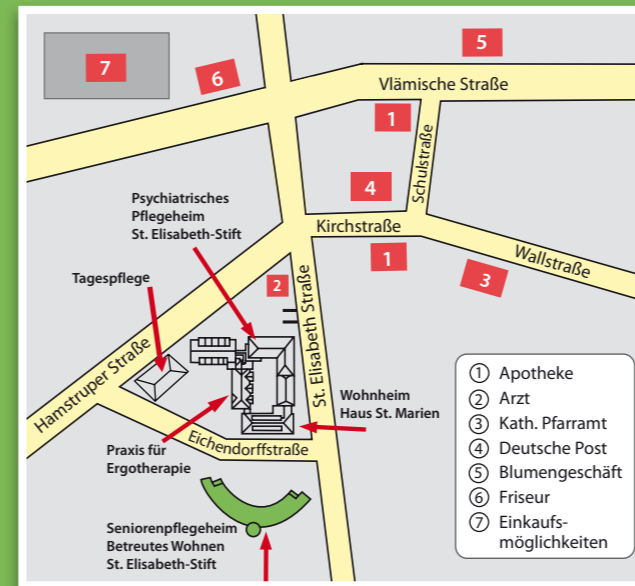 5
7
6
Vlämische Straße
1
Schulstraße
4
Psychiatrisches
Pflegeheim
St. Elisabeth-Stift
Kirchstraße
1
Wallstraße
3
Tagespflege
2
St. Elisabeth Straße
Hamstruper Straße
Wohnheim
Haus St. Marien
Praxis für
Ergotherapie
Eichendorffstraße
Seniorenpflegeheim
Betreutes Wohnen
St. Elisabeth-Stift
1 Apotheke
2 Arzt
3 Kath. Pfarramt
4 Deutsche Post
5 Blumengeschäft
6 Friseur
7 Einkaufs-
möglichkeiten